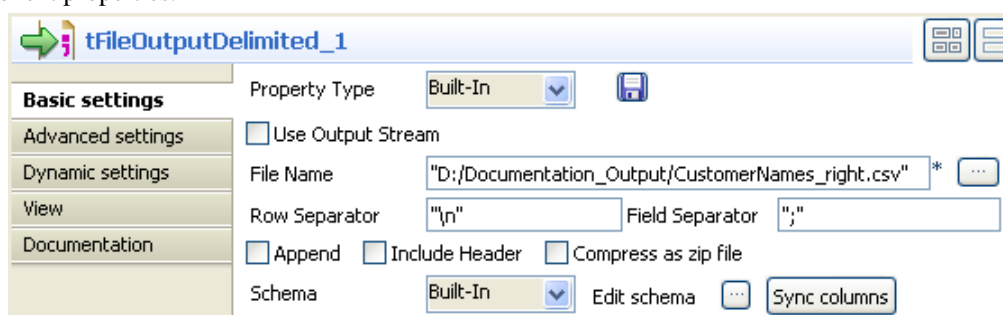 tFileOutputDelimited_1
Basic settings
Advanced settings
Dynamic settings
View
Documentation
Property Type Built-In
Use Output Stream
File Name "D:/Documentation_Output/CustomerNames_right.csv" * ...
Row Separator "\n" Field Separator ";"
Append Include Header Compress as zip file
Schema Built-In Edit schema ... Sync columns